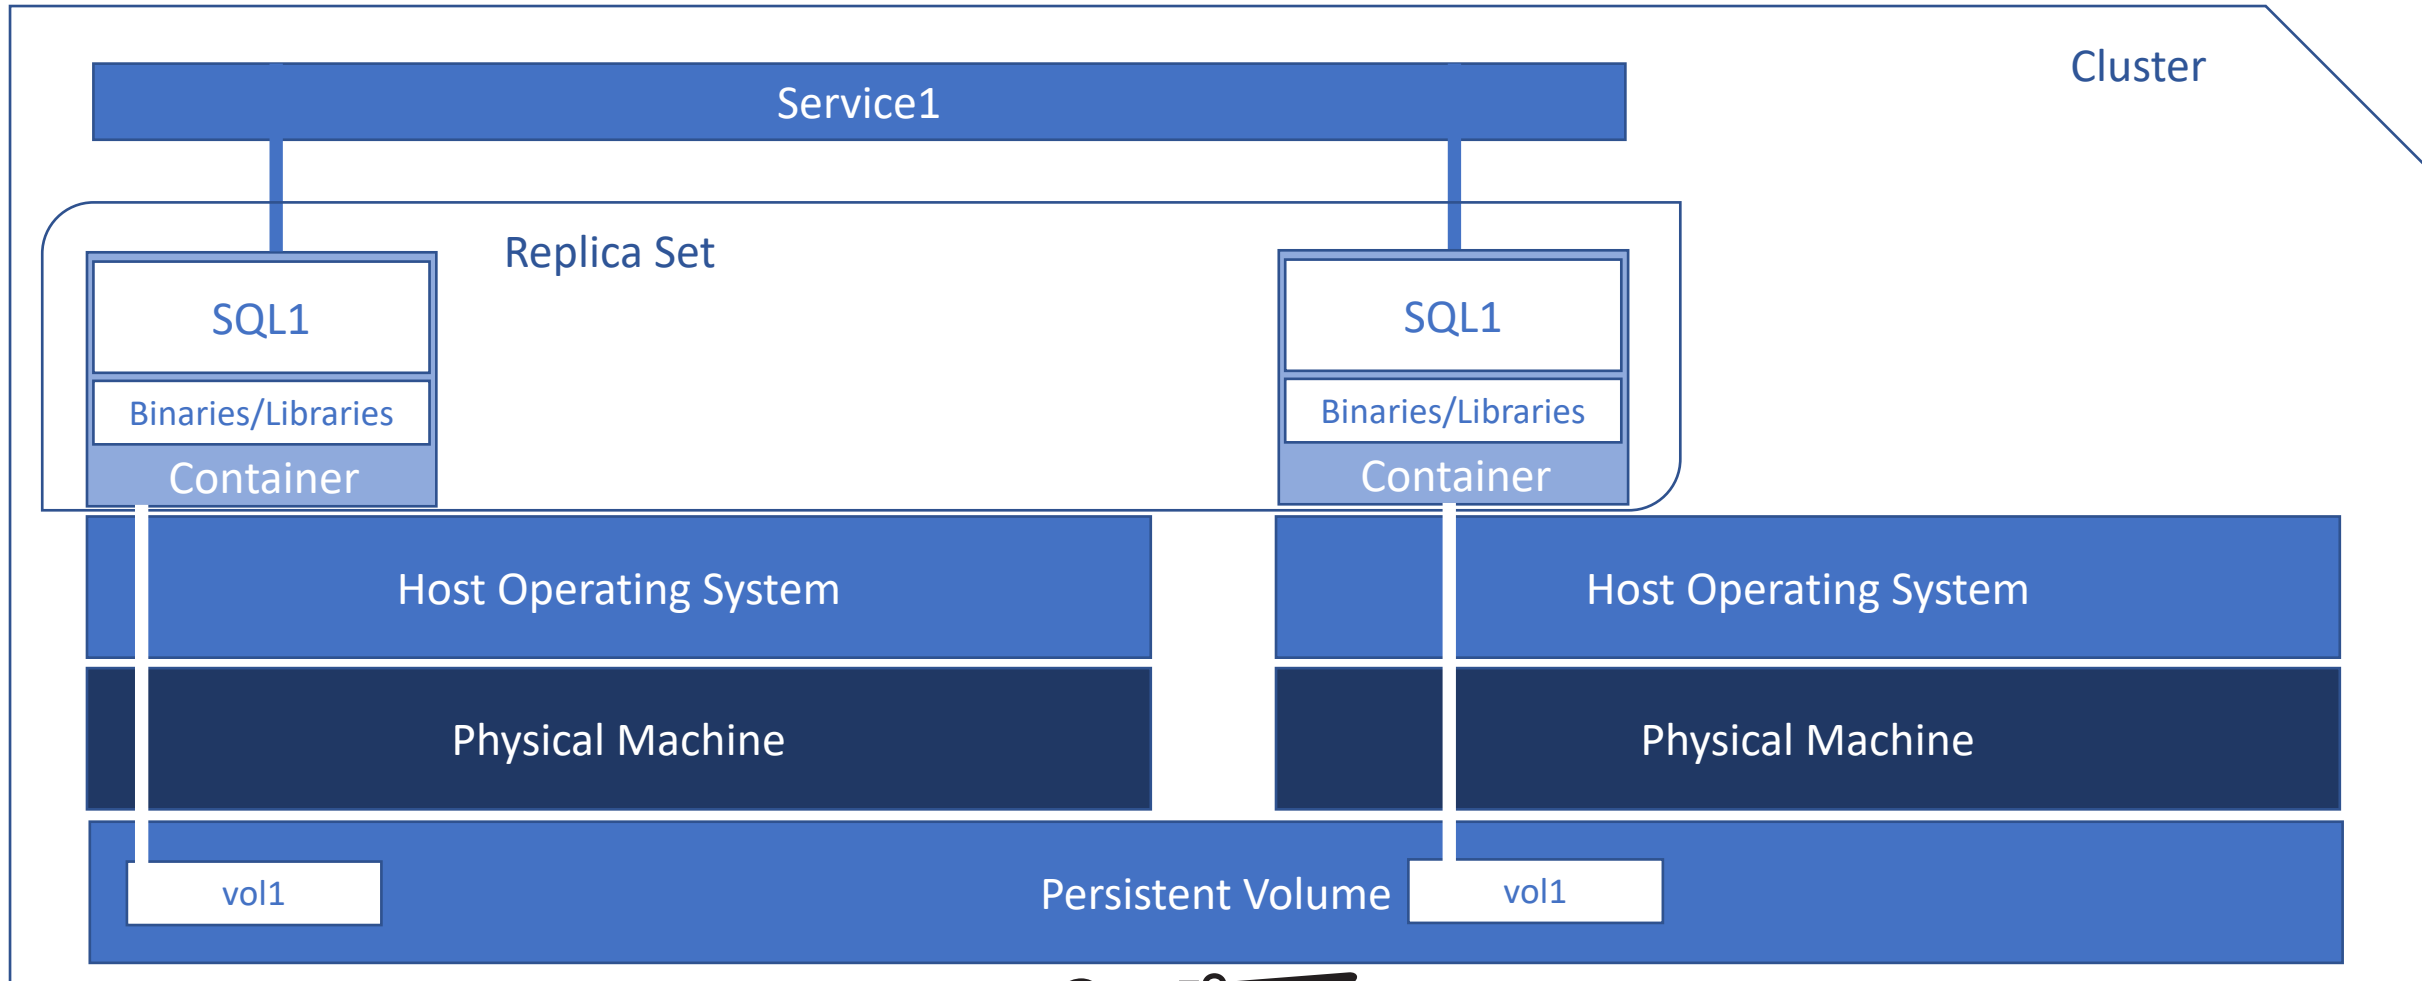 Cluster
Service1
Replica Set
SQL1
SQL1
Binaries/Libraries
Binaries/Libraries
Container
Container
Host Operating System
Host Operating System
Physical Machine
Physical Machine
vol1
Persistent Volume
vol1